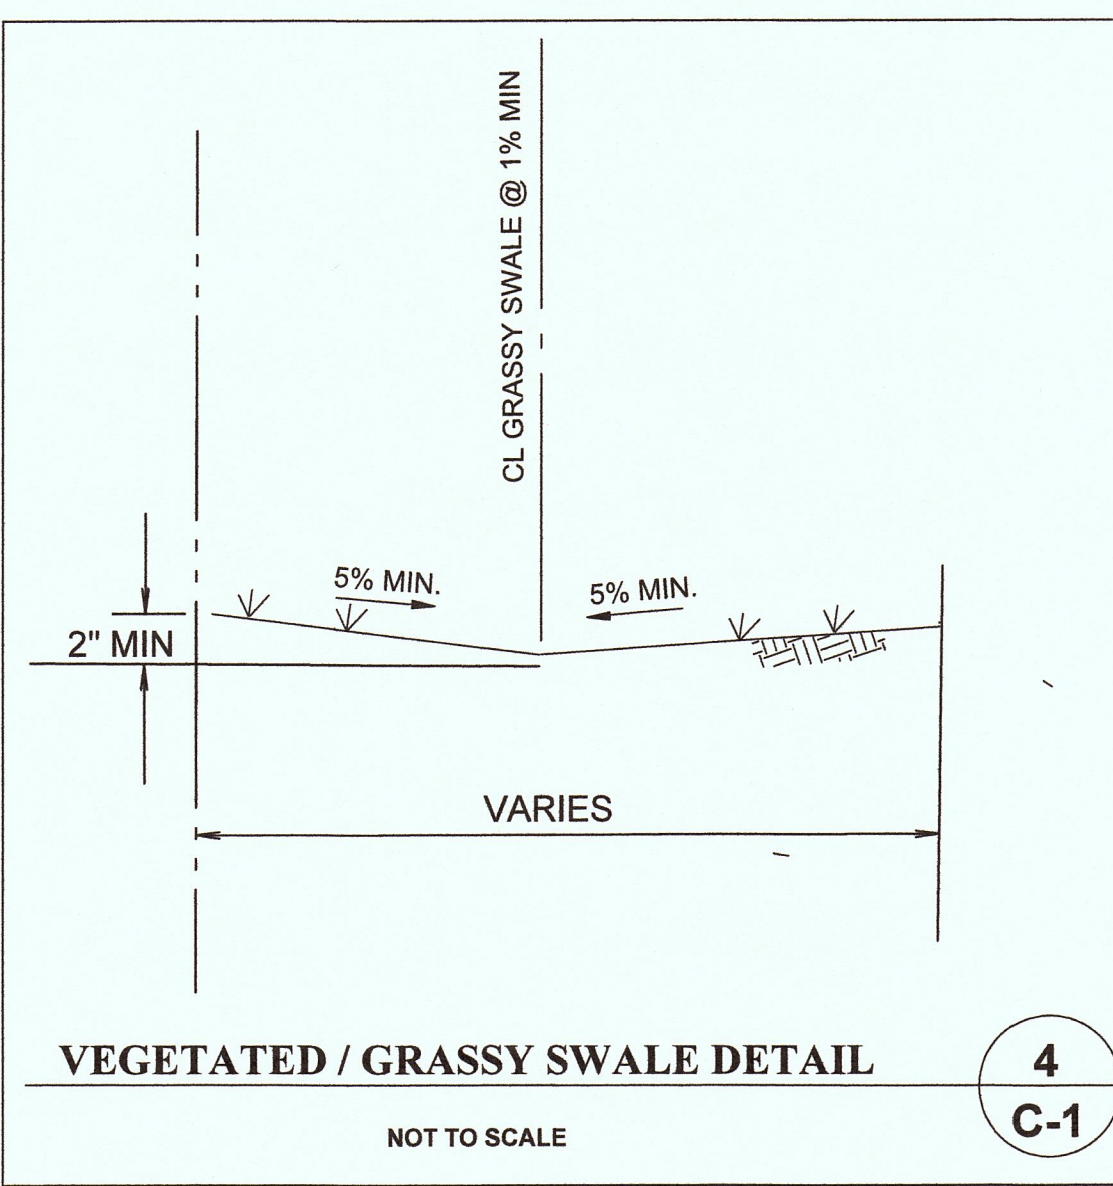 CL GRASSY SWALE @ 1% MIN
5% MIN.
5% MIN.
2" MIN
VARIES
VEGETATED / GRASSY SWALE DETAIL
NOT TO SCALE
4
C-1